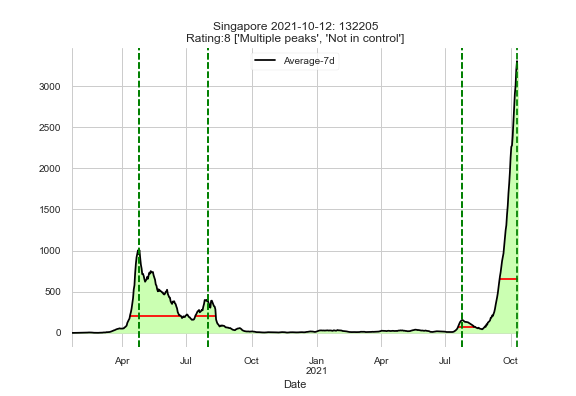 Singapore 2021-10-12: 132205
Rating:8 ['Multiple peaks', 'Not in control']
Average-7d
3000
2500
2000
1500
1000
500
0
Apr Jul Oct Jan Apr Jul Oct
2021
Date